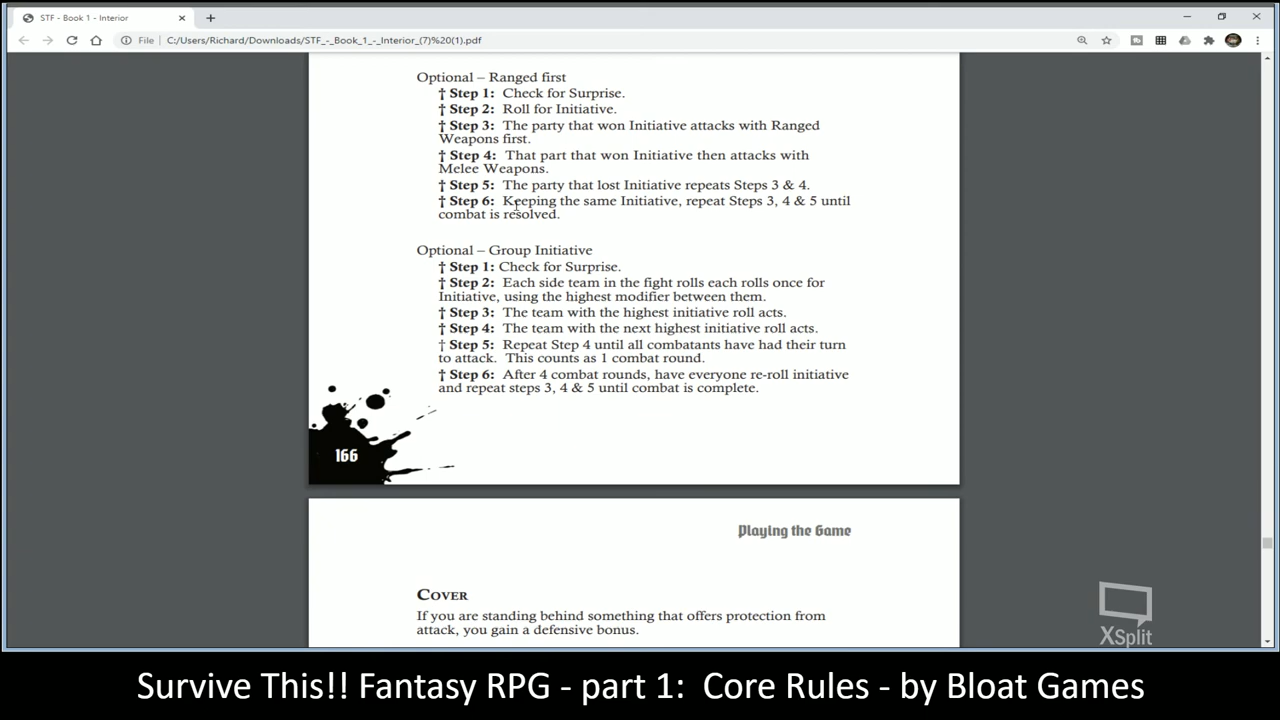 STF - Book 1 - Interior
File
C:/Users/Richard/Downloads/STF_-_Book_1_-_Interior_(7)%20(1).pdf
Optional – Ranged first
† Step 1: Check for Surprise.
† Step 2: Roll for Initiative.
† Step 3: The party that won Initiative attacks with Ranged
Weapons first.
† Step 4: That part that won Initiative then attacks with
Melee Weapons.
† Step 5: The party that lost Initiative repeats Steps 3 & 4.
† Step 6: Keeping the same Initiative, repeat Steps 3, 4 & 5 until
combat is resolved.
Optional – Group Initiative
† Step 1: Check for Surprise.
† Step 2: Each side team in the fight rolls each rolls once for
Initiative, using the highest modifier between them.
† Step 3: The team with the highest initiative roll acts.
† Step 4: The team with the next highest initiative roll acts.
† Step 5: Repeat Step 4 until all combatants have had their turn
to attack. This counts as 1 combat round.
† Step 6: After 4 combat rounds, have everyone re-roll initiative
and repeat steps 3, 4 & 5 until combat is complete.
166
Playing the Game
COVER
If you are standing behind something that offers protection from
attack, you gain a defensive bonus.
XSplit
Survive This!! Fantasy RPG - part 1: Core Rules - by Bloat Games